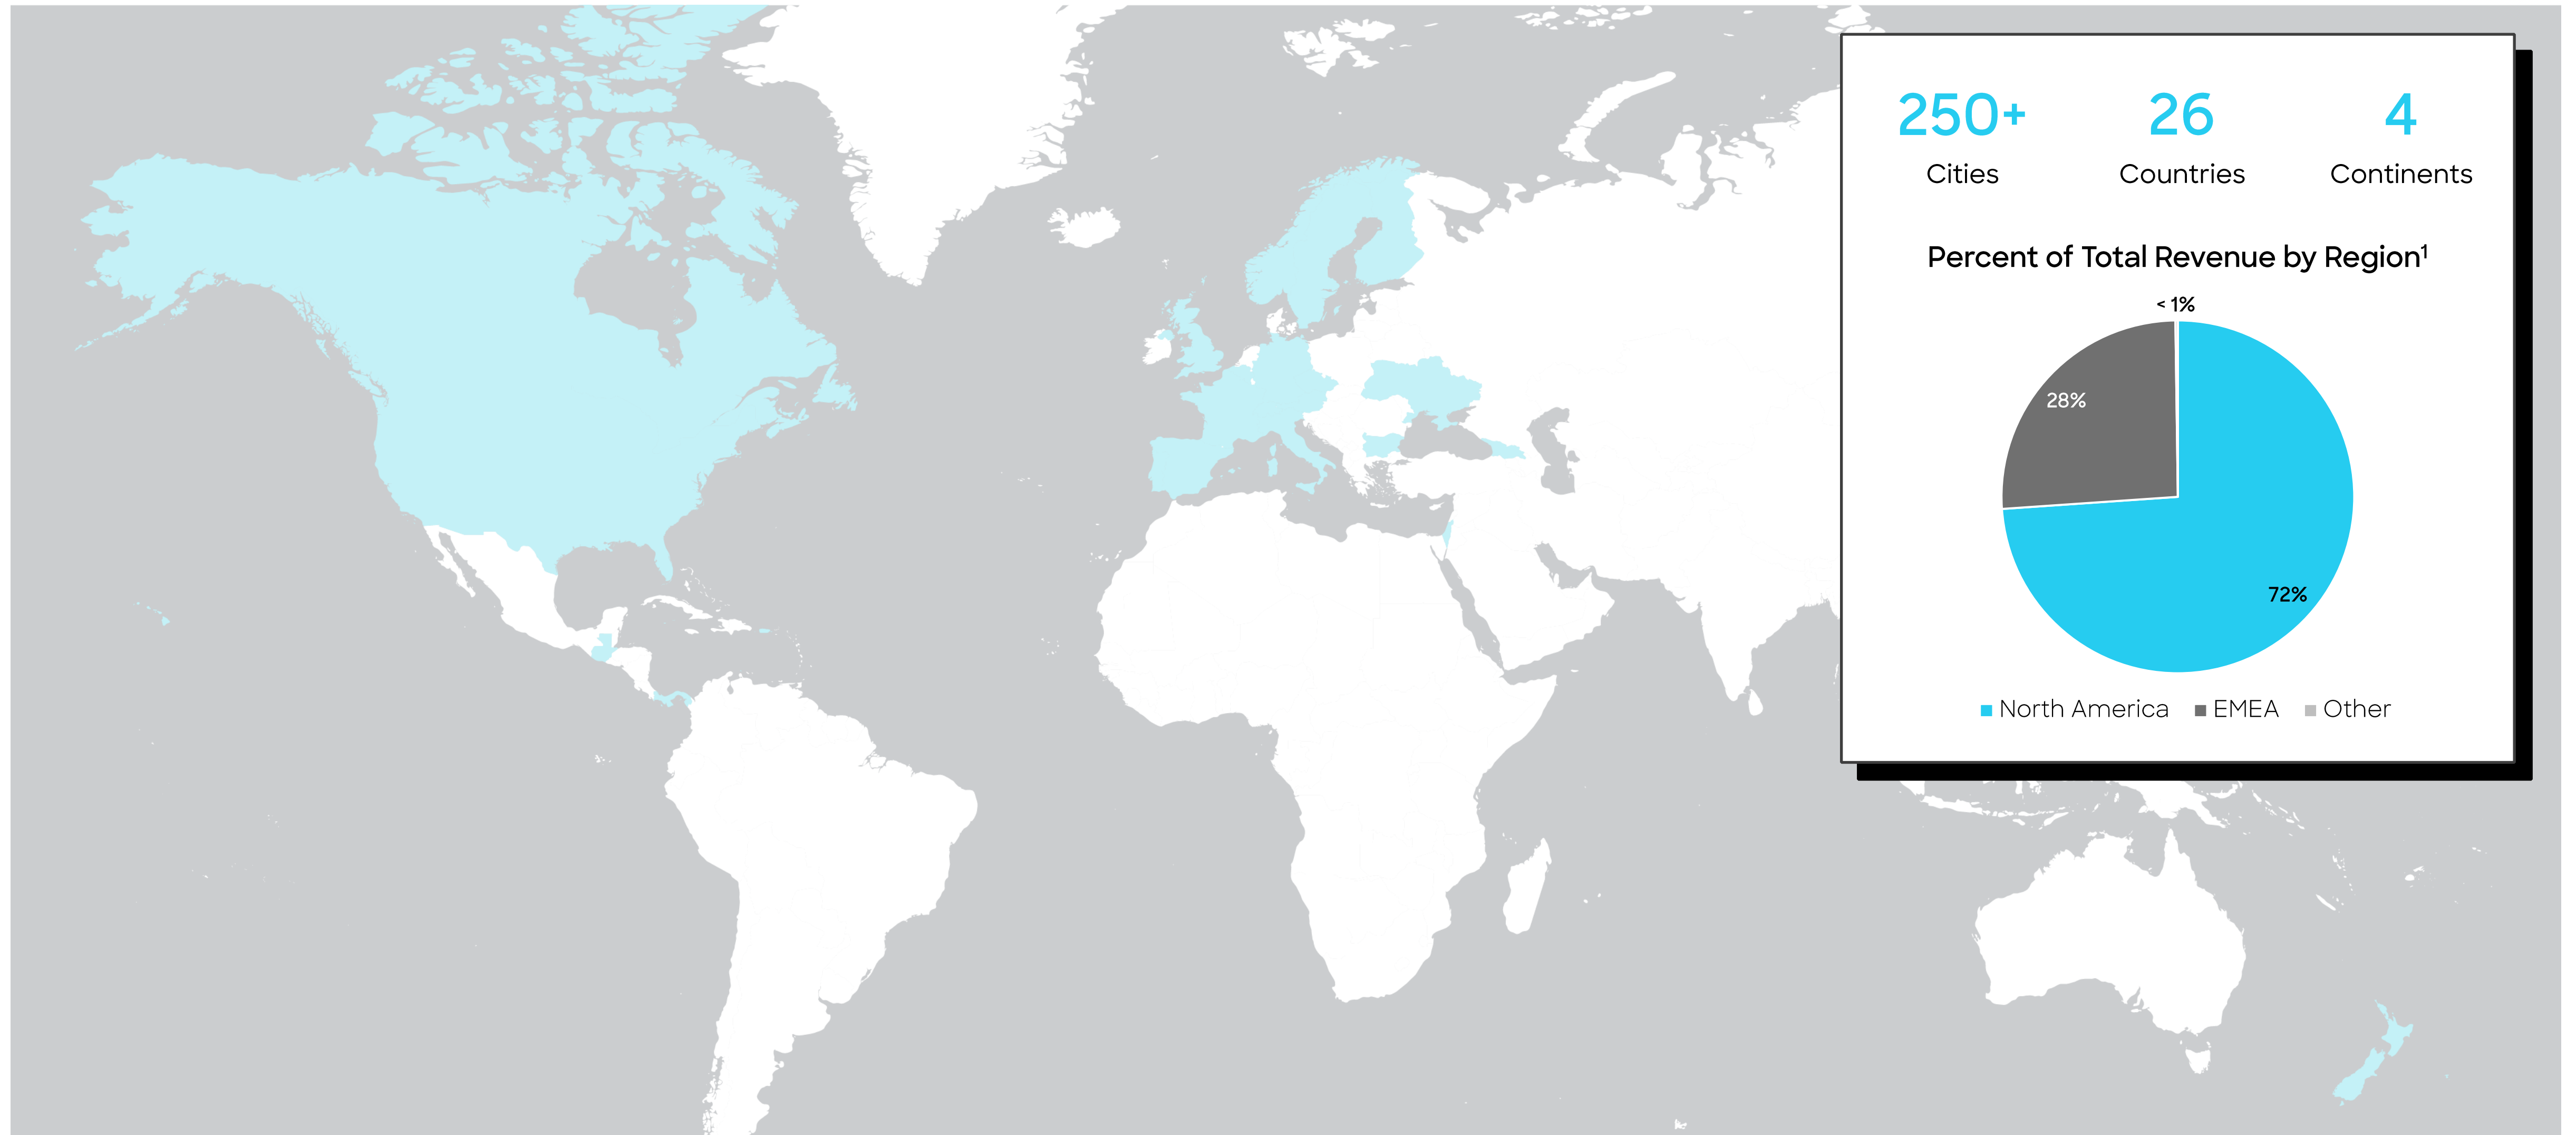 250+ 26 4
Cities Countries Continents
Percent of Total Revenue by Region¹
< 1%
28%
72%
North America EMEA Other